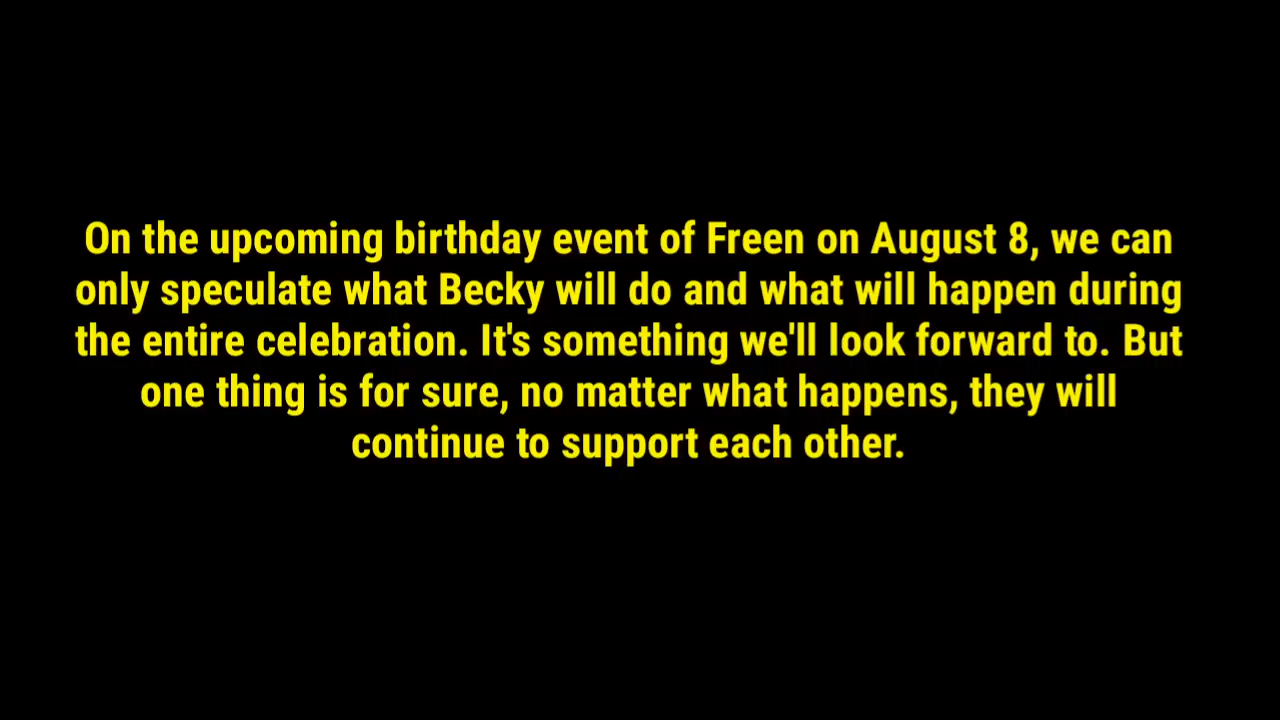 On the upcoming birthday event of Freen on August 8, we can
only speculate what Becky will do and what will happen during
the entire celebration. It's something we'll look forward to. But
one thing is for sure, no matter what happens, they will
continue to support each other.